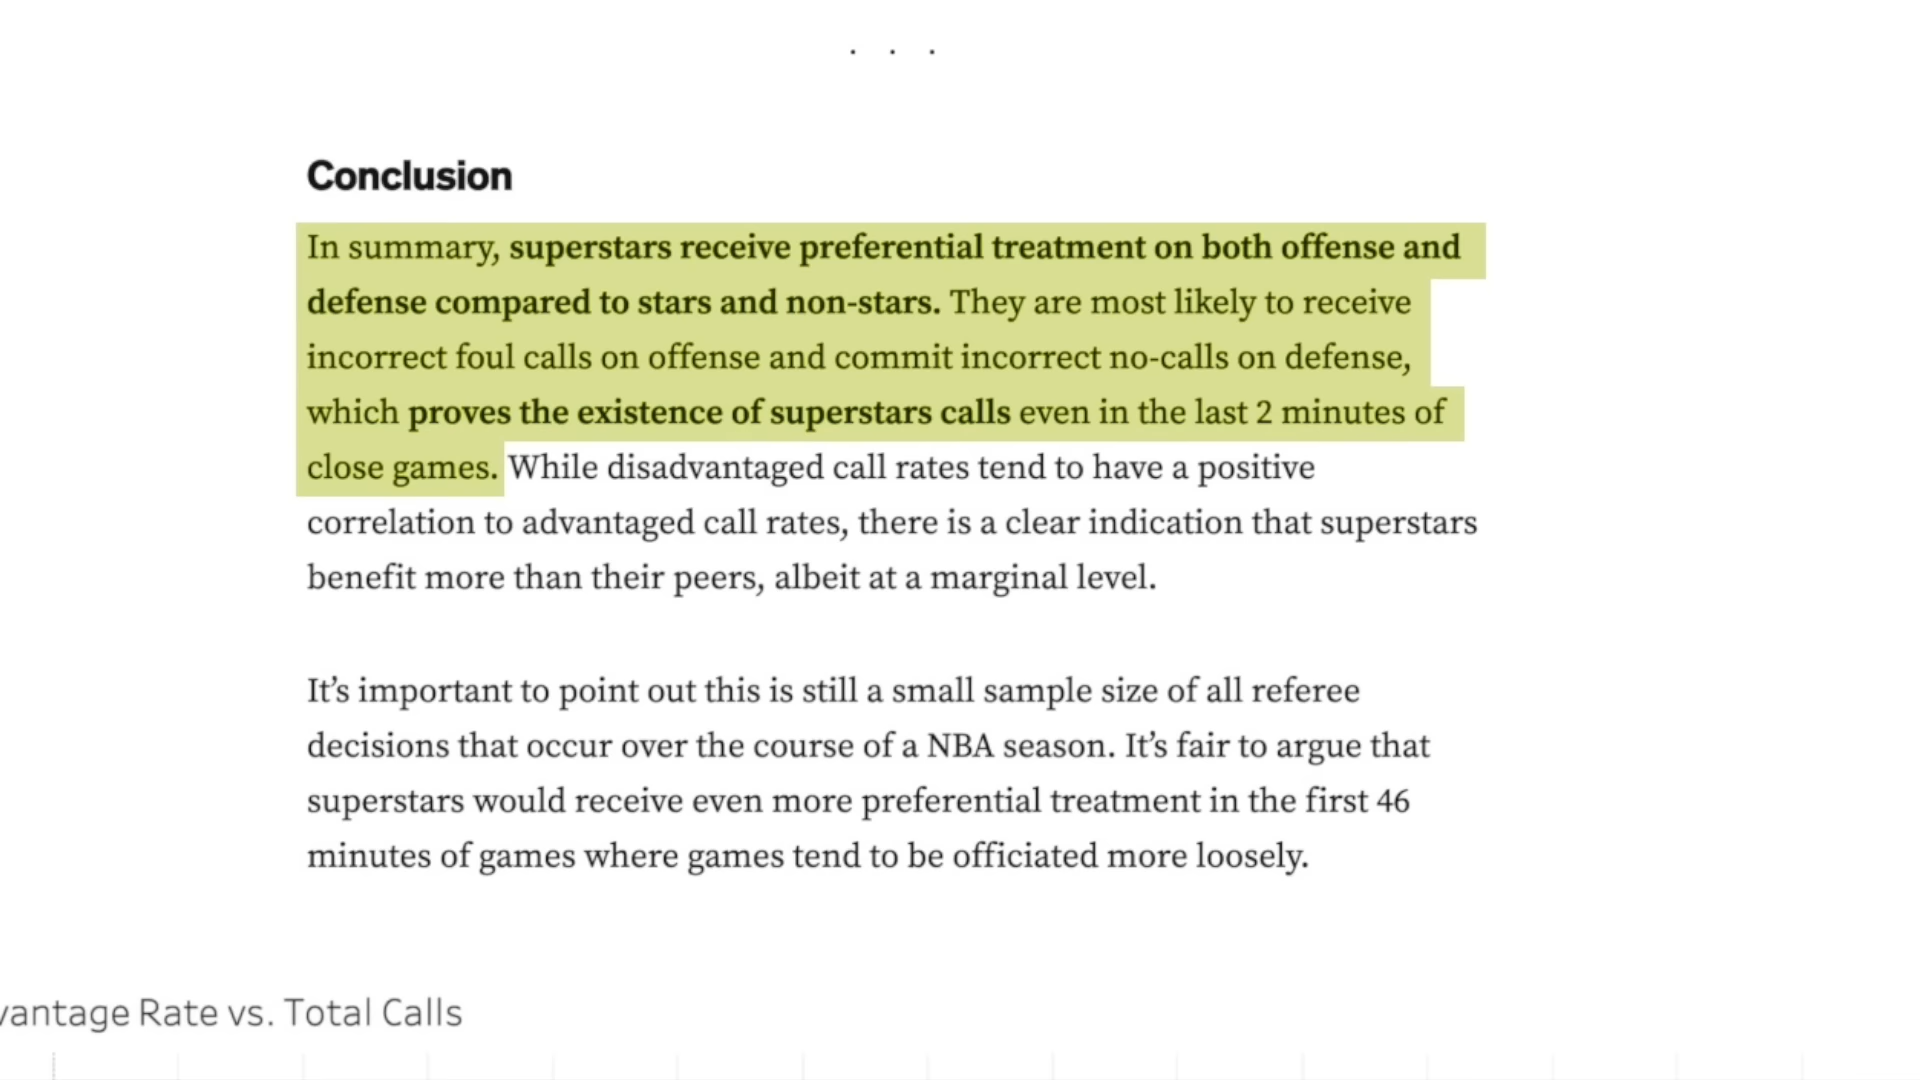 . . .
Conclusion
In summary, superstars receive preferential treatment on both offense and
defense compared to stars and non-stars. They are most likely to receive
incorrect foul calls on offense and commit incorrect no-calls on defense,
which proves the existence of superstars calls even in the last 2 minutes of
close games. While disadvantaged call rates tend to have a positive
correlation to advantaged call rates, there is a clear indication that superstars
benefit more than their peers, albeit at a marginal level.
It’s important to point out this is still a small sample size of all referee
decisions that occur over the course of a NBA season. It’s fair to argue that
superstars would receive even more preferential treatment in the first 46
minutes of games where games tend to be officiated more loosely.
vantage Rate vs. Total Calls